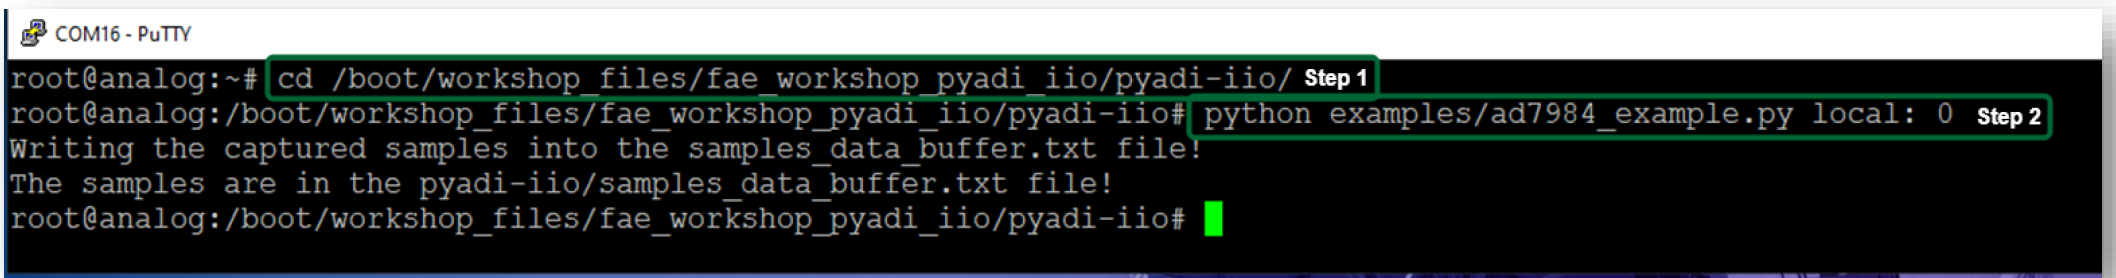 COM16 - PuTTY
root@analog:~# cd /boot/workshop_files/fae_workshop_pyadi_iio/pyadi-iio/ Step 1
root@analog:/boot/workshop_files/fae_workshop_pyadi_iio/pyadi-iio# python examples/ad7984_example.py local: 0 Step 2
Writing the captured samples into the samples_data_buffer.txt file!
The samples are in the pyadi-iio/samples_data_buffer.txt file!
root@analog:/boot/workshop_files/fae_workshop_pyadi_iio/pyadi-iio#